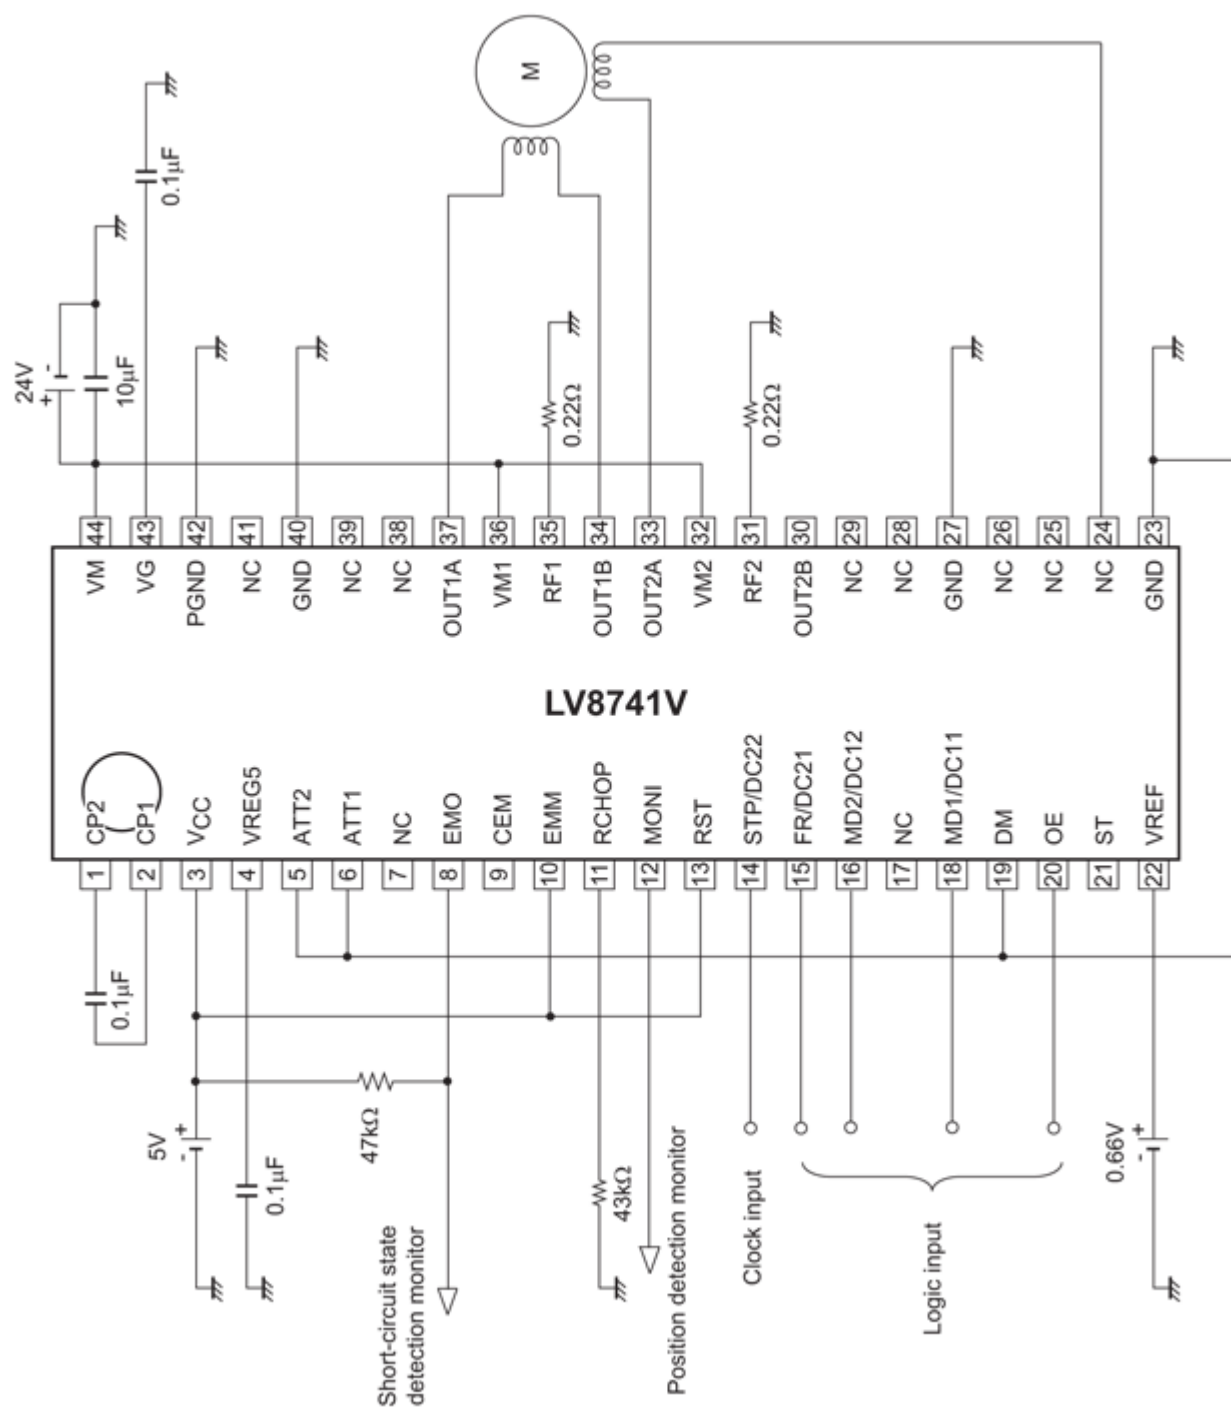 24V
+ -
10µF
0.1µF
M
0.22Ω
0.22Ω
44
43
42
41
40
39
38
37
36
35
34
33
32
31
30
29
28
27
26
25
24
23
VM
VG
PGND
NC
GND
NC
NC
OUT1A
VM1
RF1
OUT1B
OUT2A
VM2
RF2
OUT2B
NC
NC
GND
NC
NC
NC
GND
LV8741V
CP2
CP1
VCC
VREG5
ATT2
ATT1
NC
EMO
CEM
EMM
RCHOP
MONI
RST
STP/DC22
FR/DC21
MD2/DC12
NC
MD1/DC11
DM
OE
ST
VREF
1
2
3
4
5
6
7
8
9
10
11
12
13
14
15
16
17
18
19
20
21
22
0.1µF
5V
- +
0.1µF
47kΩ
43kΩ
0.66V
- +
Short-circuit state
detection monitor
Position detection monitor
Clock input
Logic input